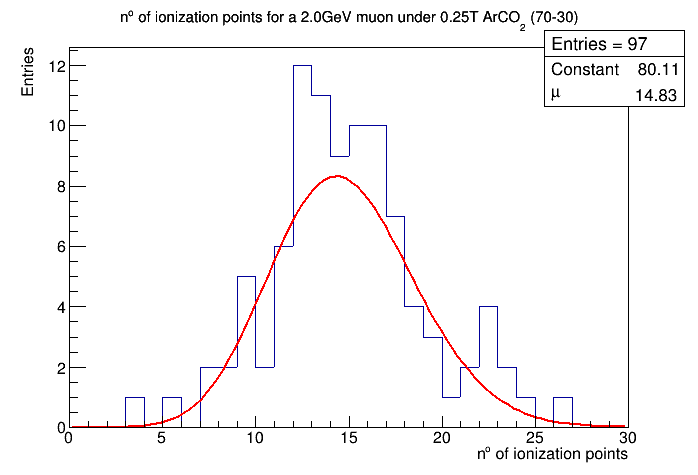 nº of ionization points for a 2.0GeV muon under 0.25T ArCO2 (70-30)
Entries = 97
Constant 80.11
μ 14.83
Entries
12
10
8
6
4
2
0
0 5 10 15 20 25 30
nº of ionization points